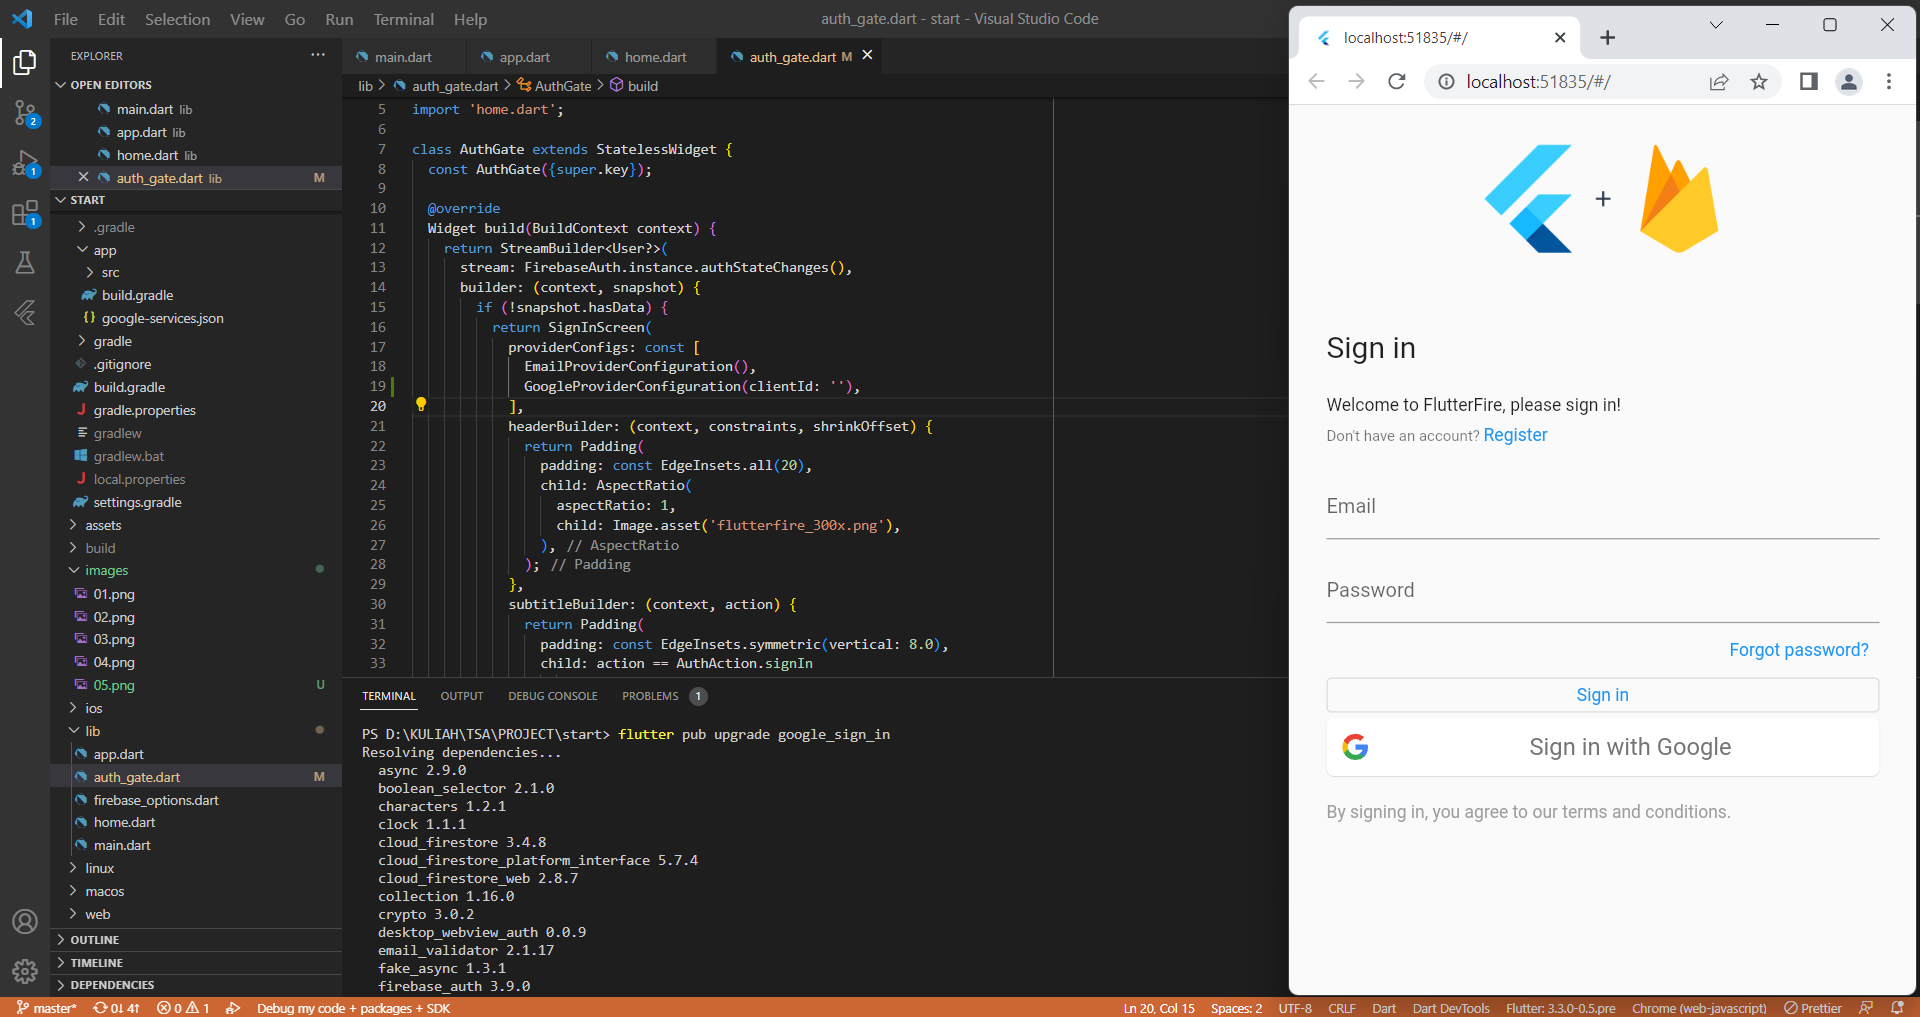 File Edit Selection View Go Run Terminal Help
auth_gate.dart - start - Visual Studio Code
EXPLORER
OPEN EDITORS
main.dart lib
app.dart lib
home.dart lib
auth_gate.dart lib M
START
.gradle
app
src
build.gradle
google-services.json
gradle
.gitignore
build.gradle
gradle.properties
gradlew
gradlew.bat
local.properties
settings.gradle
assets
build
images
01.png
02.png
03.png
04.png
05.png U
ios
lib
app.dart
auth_gate.dart M
firebase_options.dart
home.dart
main.dart
linux
macos
web
OUTLINE
TIMELINE
DEPENDENCIES
2
1
1
main.dart app.dart home.dart auth_gate.dart M
lib > auth_gate.dart > AuthGate > build
5 import 'home.dart';
6
7 class AuthGate extends StatelessWidget {
8 const AuthGate({super.key});
9
10 @override
11 Widget build(BuildContext context) {
12 return StreamBuilder<User?>(
13 stream: FirebaseAuth.instance.authStateChanges(),
14 builder: (context, snapshot) {
15 if (!snapshot.hasData) {
16 return SignInScreen(
17 providerConfigs: const [
18 EmailProviderConfiguration(),
19 GoogleProviderConfiguration(clientId: ''),
20 ],
21 headerBuilder: (context, constraints, shrinkOffset) {
22 return Padding(
23 padding: const EdgeInsets.all(20),
24 child: AspectRatio(
25 aspectRatio: 1,
26 child: Image.asset('flutterfire_300x.png'),
27 ), // AspectRatio
28 ); // Padding
29 },
30 subtitleBuilder: (context, action) {
31 return Padding(
32 padding: const EdgeInsets.symmetric(vertical: 8.0),
33 child: action == AuthAction.signIn
TERMINAL OUTPUT DEBUG CONSOLE PROBLEMS 1
PS D:\KULIAH\TSA\PROJECT\start> flutter pub upgrade google_sign_in
Resolving dependencies...
async 2.9.0
boolean_selector 2.1.0
characters 1.2.1
clock 1.1.1
cloud_firestore 3.4.8
cloud_firestore_platform_interface 5.7.4
cloud_firestore_web 2.8.7
collection 1.16.0
crypto 3.0.2
desktop_webview_auth 0.0.9
email_validator 2.1.17
fake_async 1.3.1
firebase_auth 3.9.0
localhost:51835/#/
localhost:51835/#/
+
Sign in
Welcome to FlutterFire, please sign in!
Don't have an account? Register
Email
Password
Forgot password?
Sign in
Sign in with Google
By signing in, you agree to our terms and conditions.
master* 0↓ 4↑ 0 1 Debug my code + packages + SDK Ln 20, Col 15 Spaces: 2 UTF-8 CRLF Dart Dart DevTools Flutter: 3.3.0-0.5.pre Chrome (web-javascript) Prettier